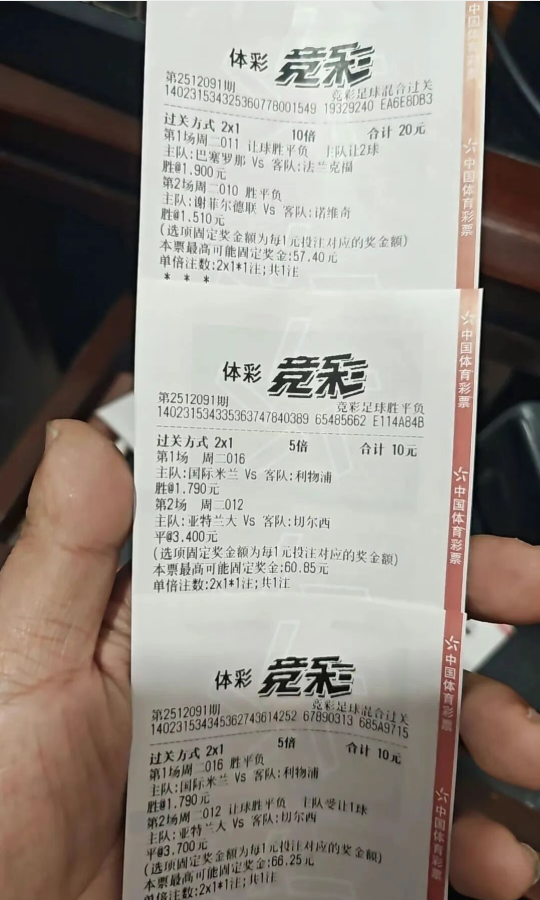 体彩 竞彩
第2512091期 竞彩足球混合过关
140231534325360778001549 19329240 EA6E8DB3
过关方式 2x1 10倍 合计 20元
第1场周二011 让球胜平负 主队让2球
主队:巴塞罗那 Vs 客队:法兰克福
胜@1.900元
第2场周二010 胜平负
主队:谢菲尔德联 Vs 客队:诺维奇
胜@1.510元
(选项固定奖金额为每1元投注对应的奖金额)
本票最高可能固定奖金:57.40元
单倍注数:2x1*1注;共1注
* * *
中国体育彩票
中国体育彩票
体彩 竞彩
第2512091期 竞彩足球胜平负
140231534335363747840389 65485662 E114A84B
过关方式 2x1 5倍 合计 10元
第1场 周二016
主队:国际米兰 Vs 客队:利物浦
胜@1.790元
第2场 周二012
主队:亚特兰大 Vs 客队:切尔西
平@3.400元
(选项固定奖金额为每1元投注对应的奖金额)
本票最高可能固定奖金:60.85元
单倍注数:2x1*1注;共1注
中国体育彩票
中国体育彩票
体彩 竞彩
第2512091期 竞彩足球混合过关
140231534345362743614252 67890313 685A9715
过关方式 2x1 5倍 合计 10元
第1场周二016 胜平负
主队:国际米兰 Vs 客队:利物浦
胜@1.790元
第2场周二012 让球胜平负 主队受让1球
主队:亚特兰大 Vs 客队:切尔西
平@3.700元
(选项固定奖金额为每1元投注对应的奖金额)
本票最高可能固定奖金:66.25元
单倍注数:2x1*1注;共1注
中国体育彩票
中国体育彩票